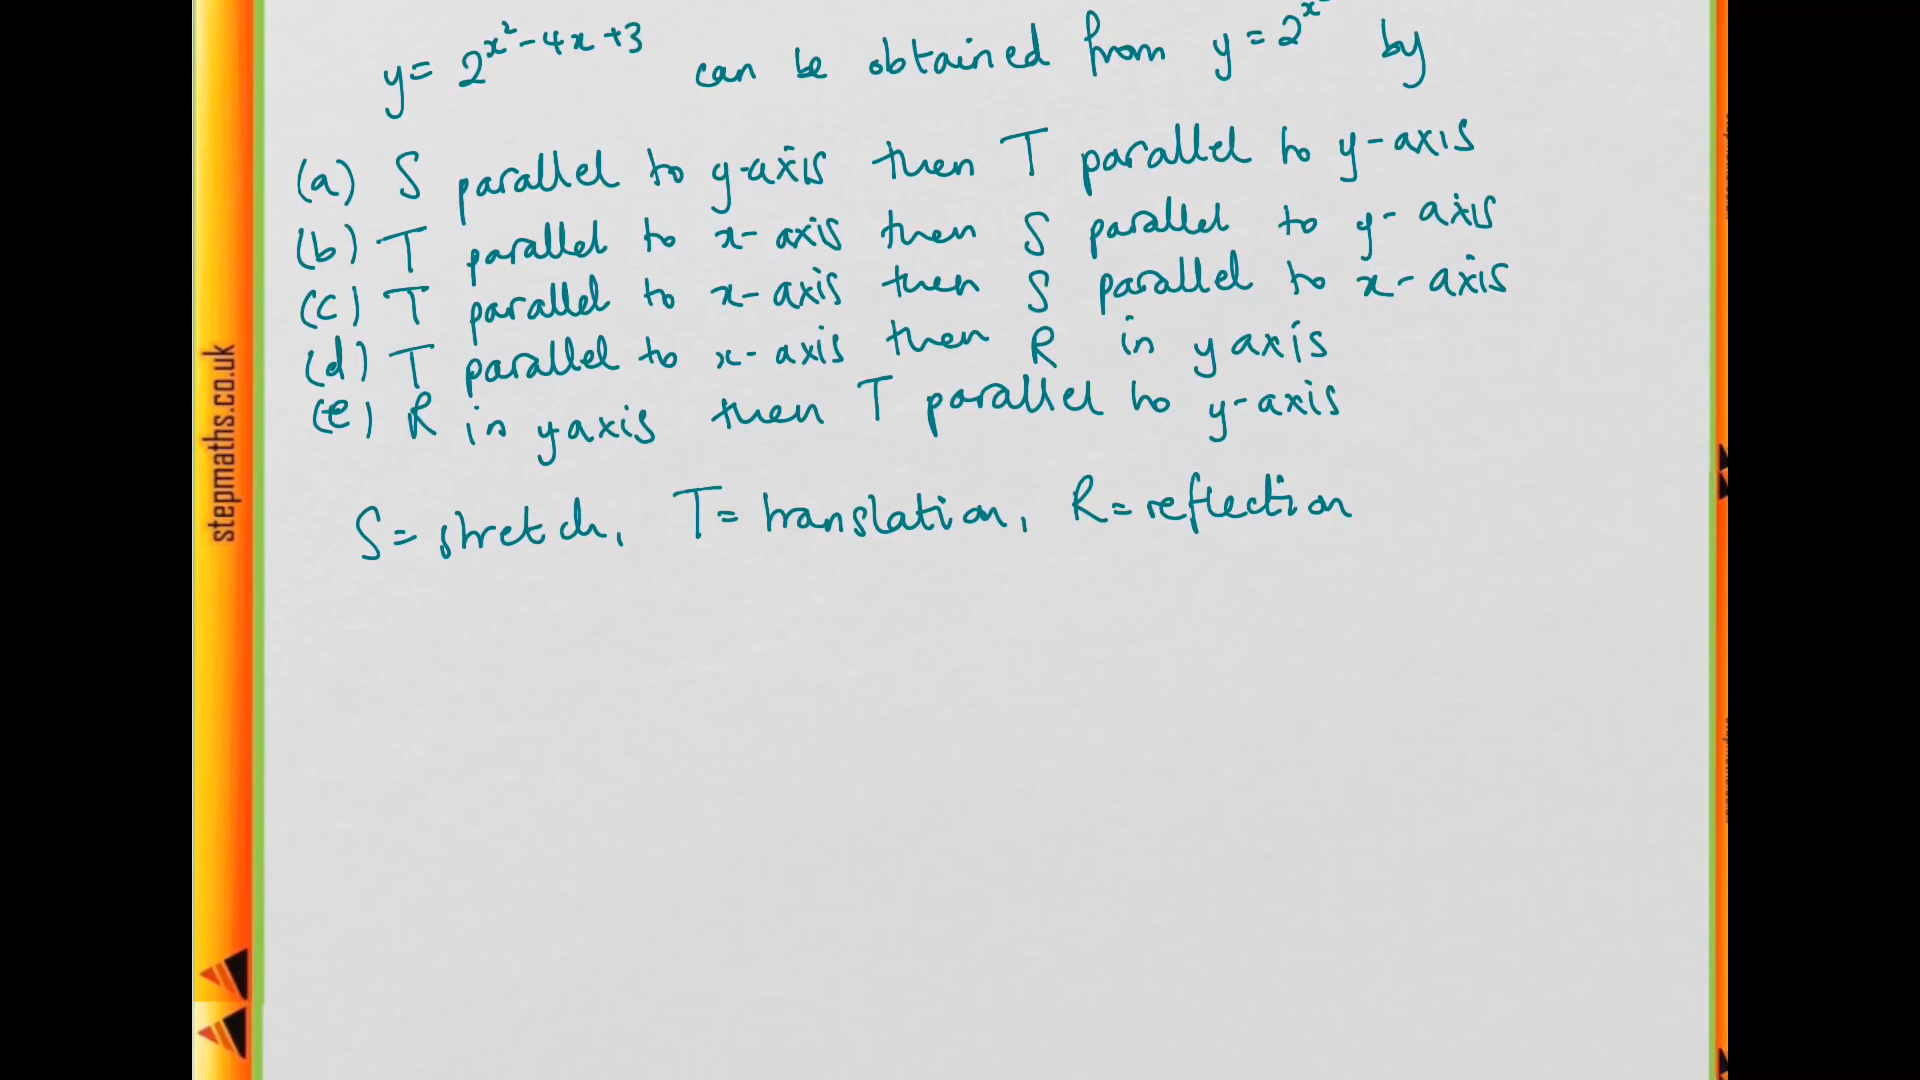 y = 2^{x²-4x+3} can be obtained from y = 2^{x} by
(a) S parallel to y-axis then T parallel to y-axis
(b) T parallel to x-axis then S parallel to y-axis
(c) T parallel to x-axis then S parallel to x-axis
(d) T parallel to x-axis then R in y axis
(e) R in y axis then T parallel to y-axis
S = stretch, T = translation, R = reflection
stepmaths.co.uk